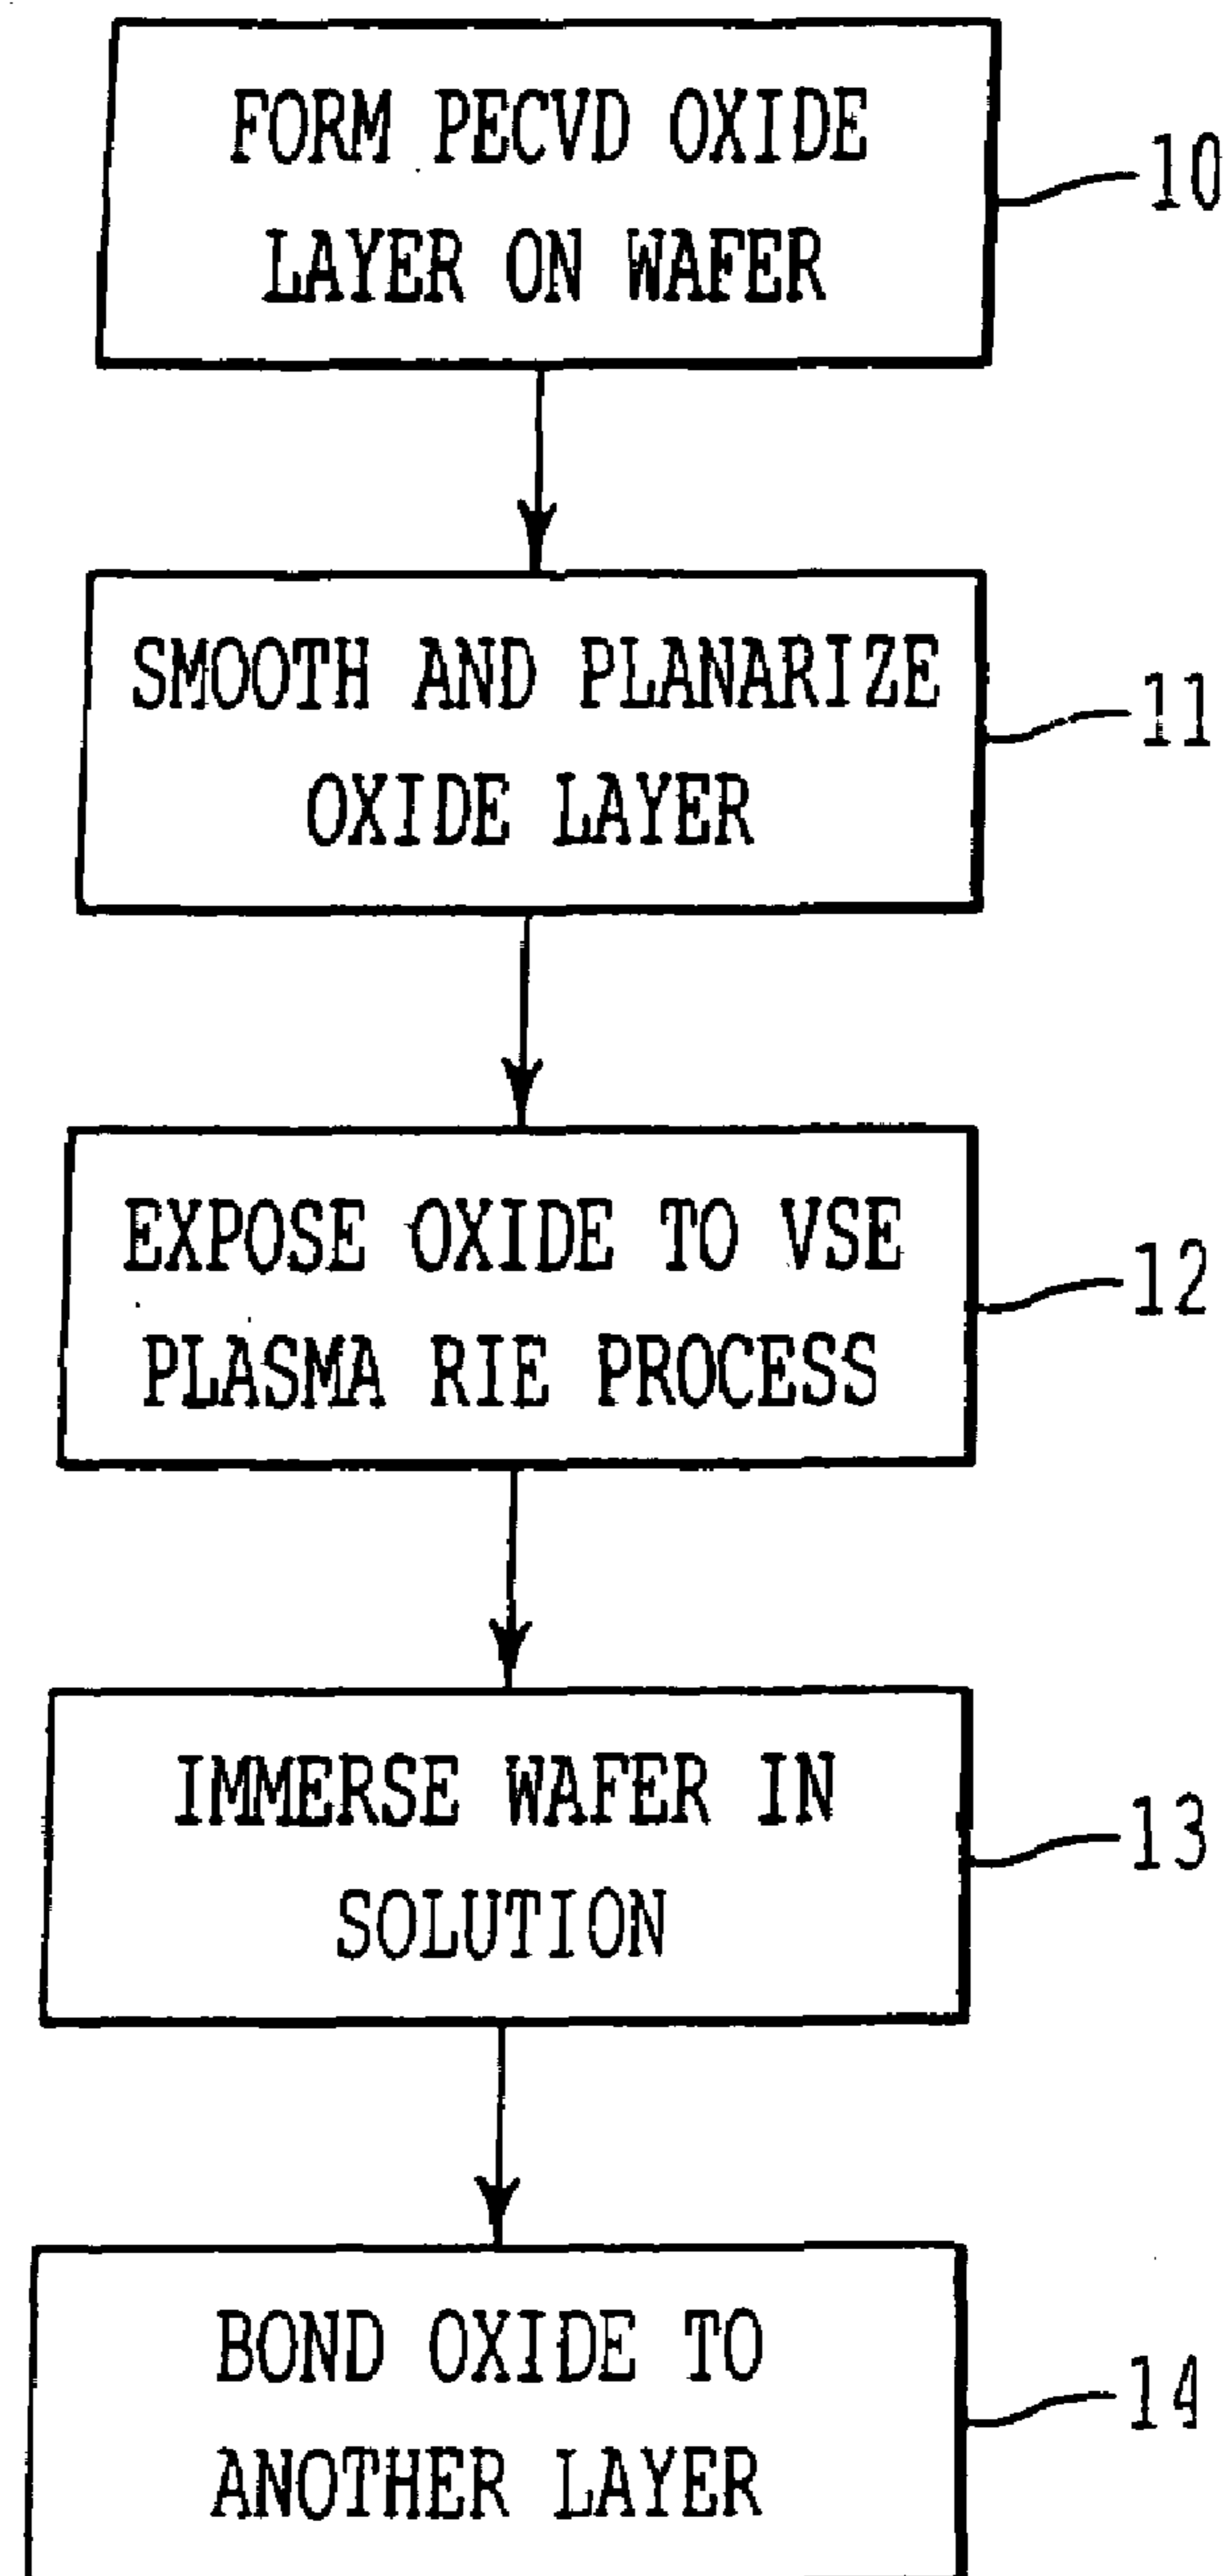 FORM PECVD OXIDE
LAYER ON WAFER
10
SMOOTH AND PLANARIZE
OXIDE LAYER
11
EXPOSE OXIDE TO VSE
PLASMA RIE PROCESS
12
IMMERSE WAFER IN
SOLUTION
13
BOND OXIDE TO
ANOTHER LAYER
14